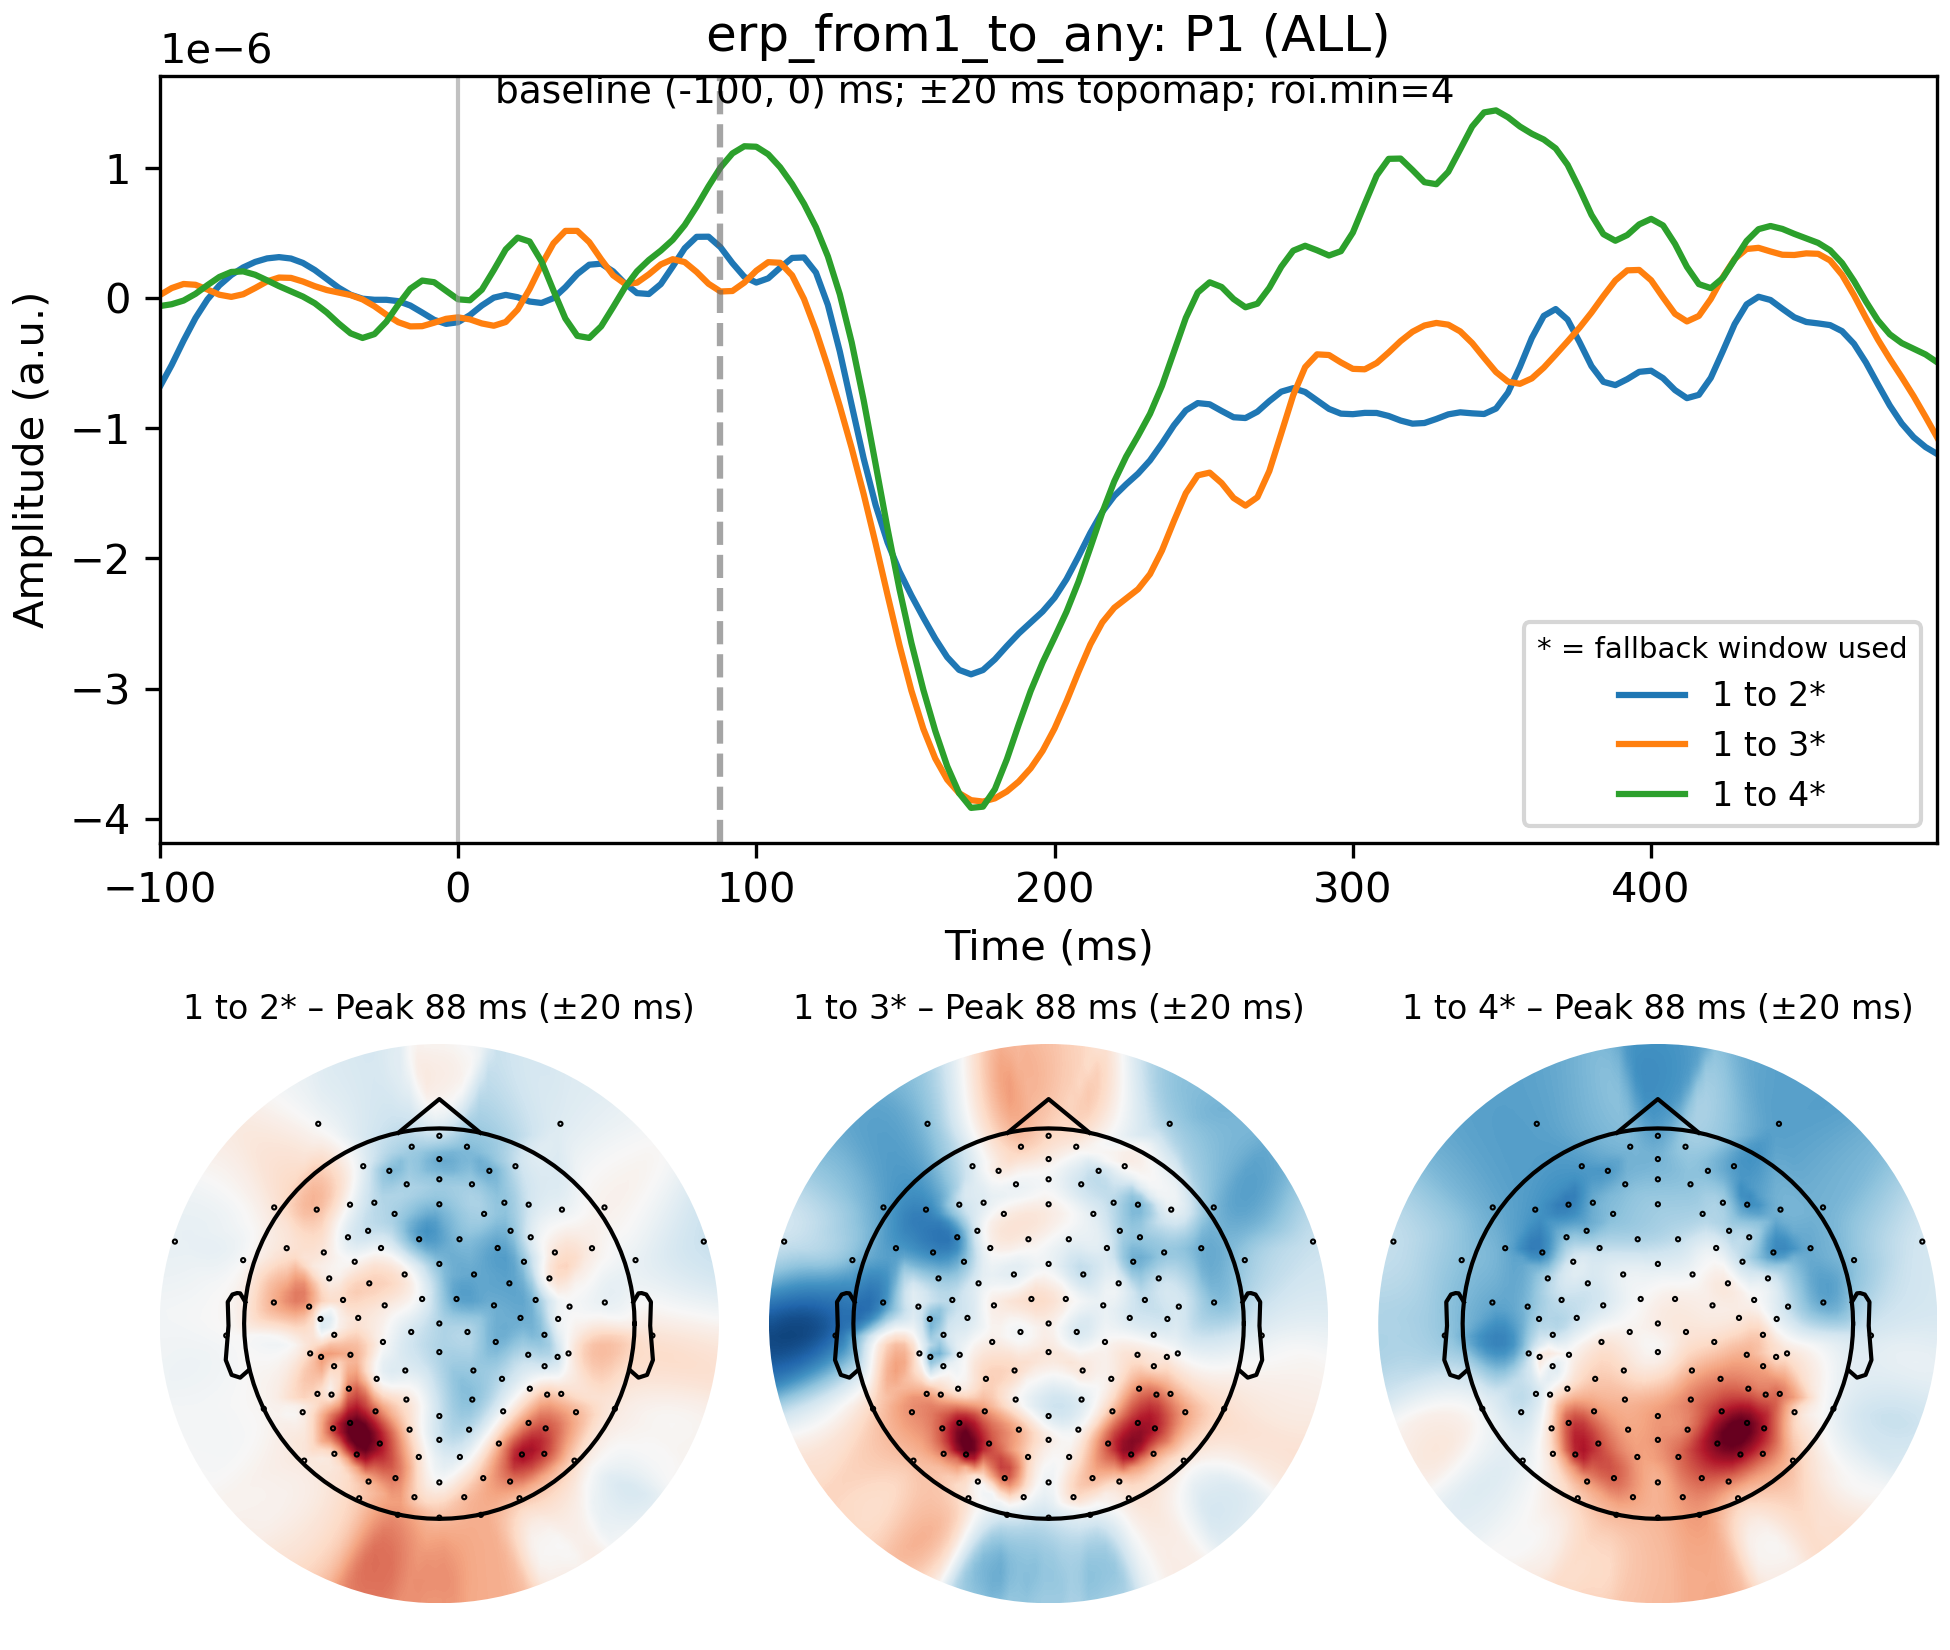 erp_from1_to_any: P1 (ALL)
1e−6
baseline (-100, 0) ms; ±20 ms topomap; roi.min=4
Amplitude (a.u.)
1
0
−1
−2
−3
−4
* = fallback window used
1 to 2*
1 to 3*
1 to 4*
−100
0
100
200
300
400
Time (ms)
1 to 2* – Peak 88 ms (±20 ms)
1 to 3* – Peak 88 ms (±20 ms)
1 to 4* – Peak 88 ms (±20 ms)